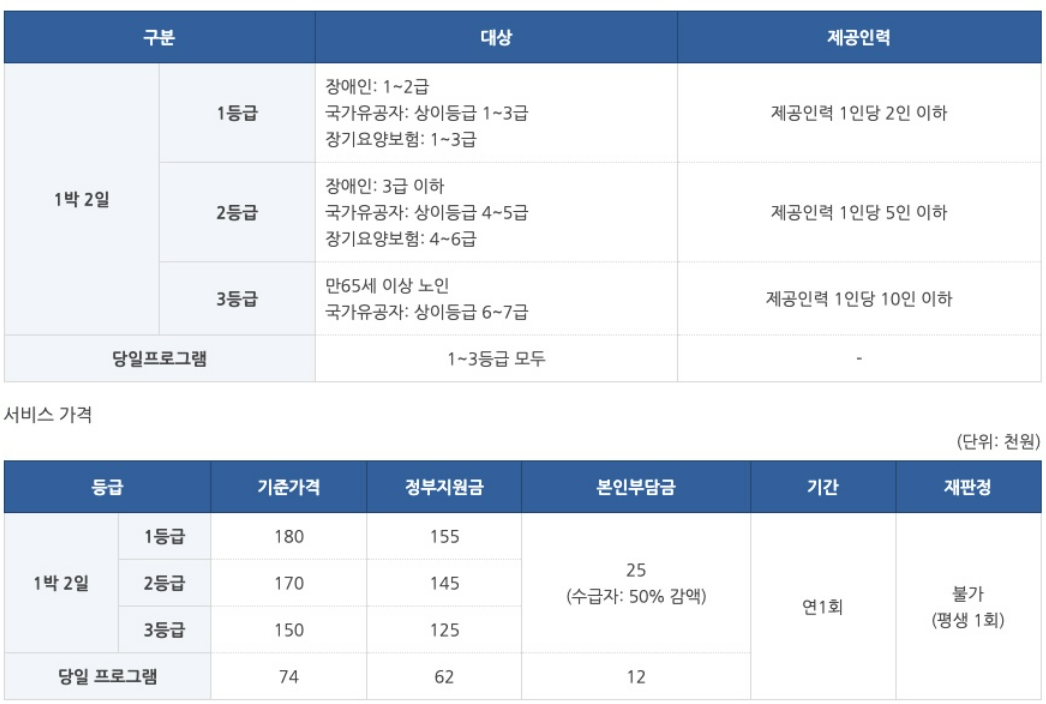 구분 대상 제공인력
1박 2일
1등급
장애인: 1~2급
국가유공자: 상이등급 1~3급
장기요양보험: 1~3급
제공인력 1인당 2인 이하
2등급
장애인: 3급 이하
국가유공자: 상이등급 4~5급
장기요양보험: 4~6급
제공인력 1인당 5인 이하
3등급
만65세 이상 노인
국가유공자: 상이등급 6~7급
제공인력 1인당 10인 이하
당일프로그램 1~3등급 모두 -
서비스 가격
(단위: 천원)
등급 기준가격 정부지원금 본인부담금 기간 재판정
1박 2일
1등급 180 155
2등급 170 145
3등급 150 125
25
(수급자: 50% 감액)
연1회
불가
(평생 1회)
당일 프로그램 74 62 12